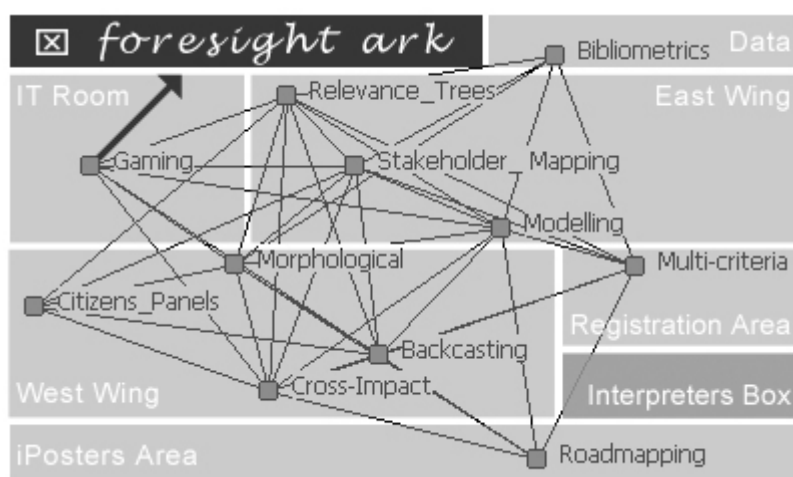 foresight ark
Bibliometrics
Data
IT Room
Relevance_Trees
East Wing
Gaming
Stakeholder_ Mapping
Modelling
Morphological
Multi-criteria
Citizens_Panels
Registration Area
Backcasting
West Wing
Cross-Impact
Interpreters Box
iPosters Area
Roadmapping